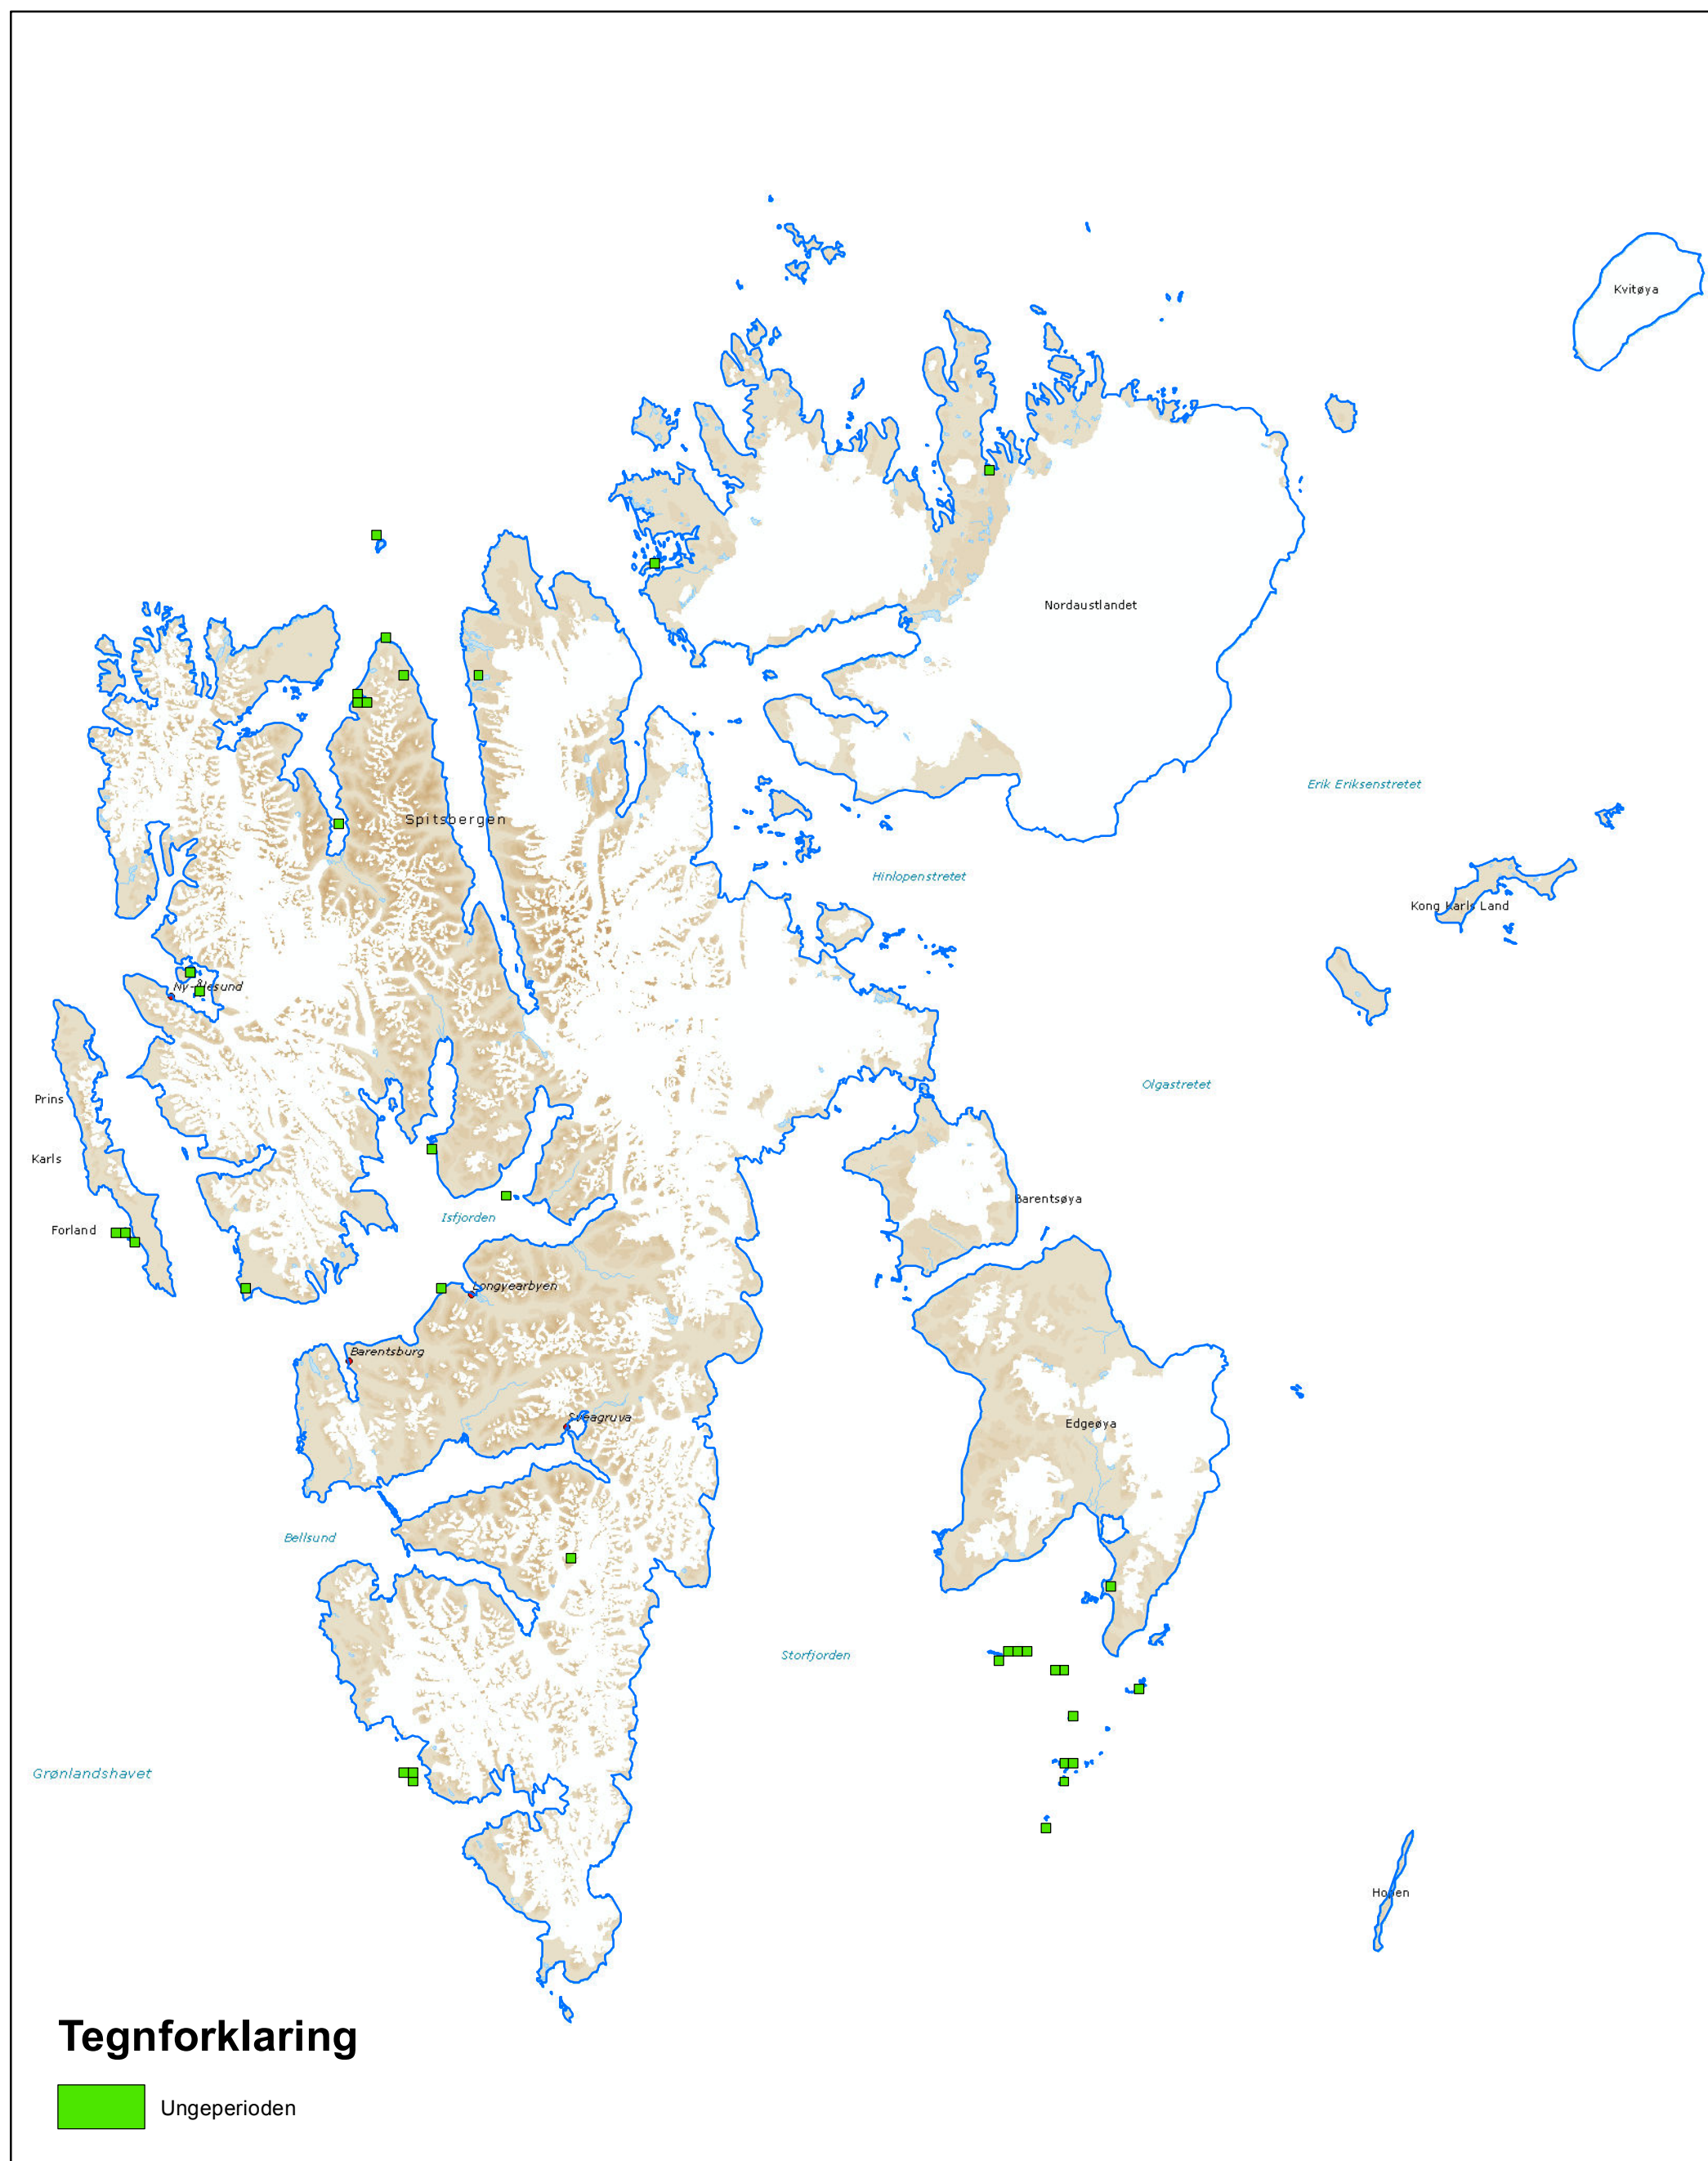 Kvitøya
Nordaustlandet
Erik Eriksenstretet
Spitsbergen
Hinlopenstretet
Kong Karls Land
Ny-Ålesund
Olgastretet
Prins
Karls
Forland
Barentsøya
Isfjorden
Longyearbyen
Barentsburg
Sveagruva
Edgeøya
Bellsund
Storfjorden
Grønlandshavet
Hopen
Tegnforklaring
Ungeperioden